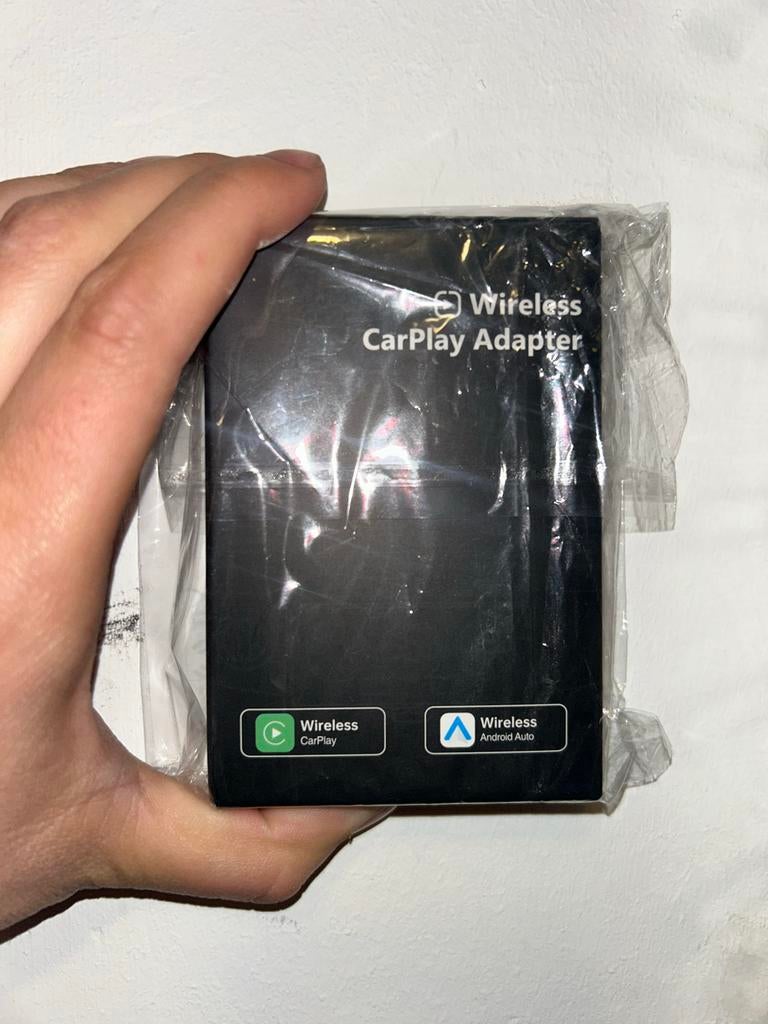 Wireless
CarPlay Adapter
Wireless
CarPlay
Wireless
Android Auto